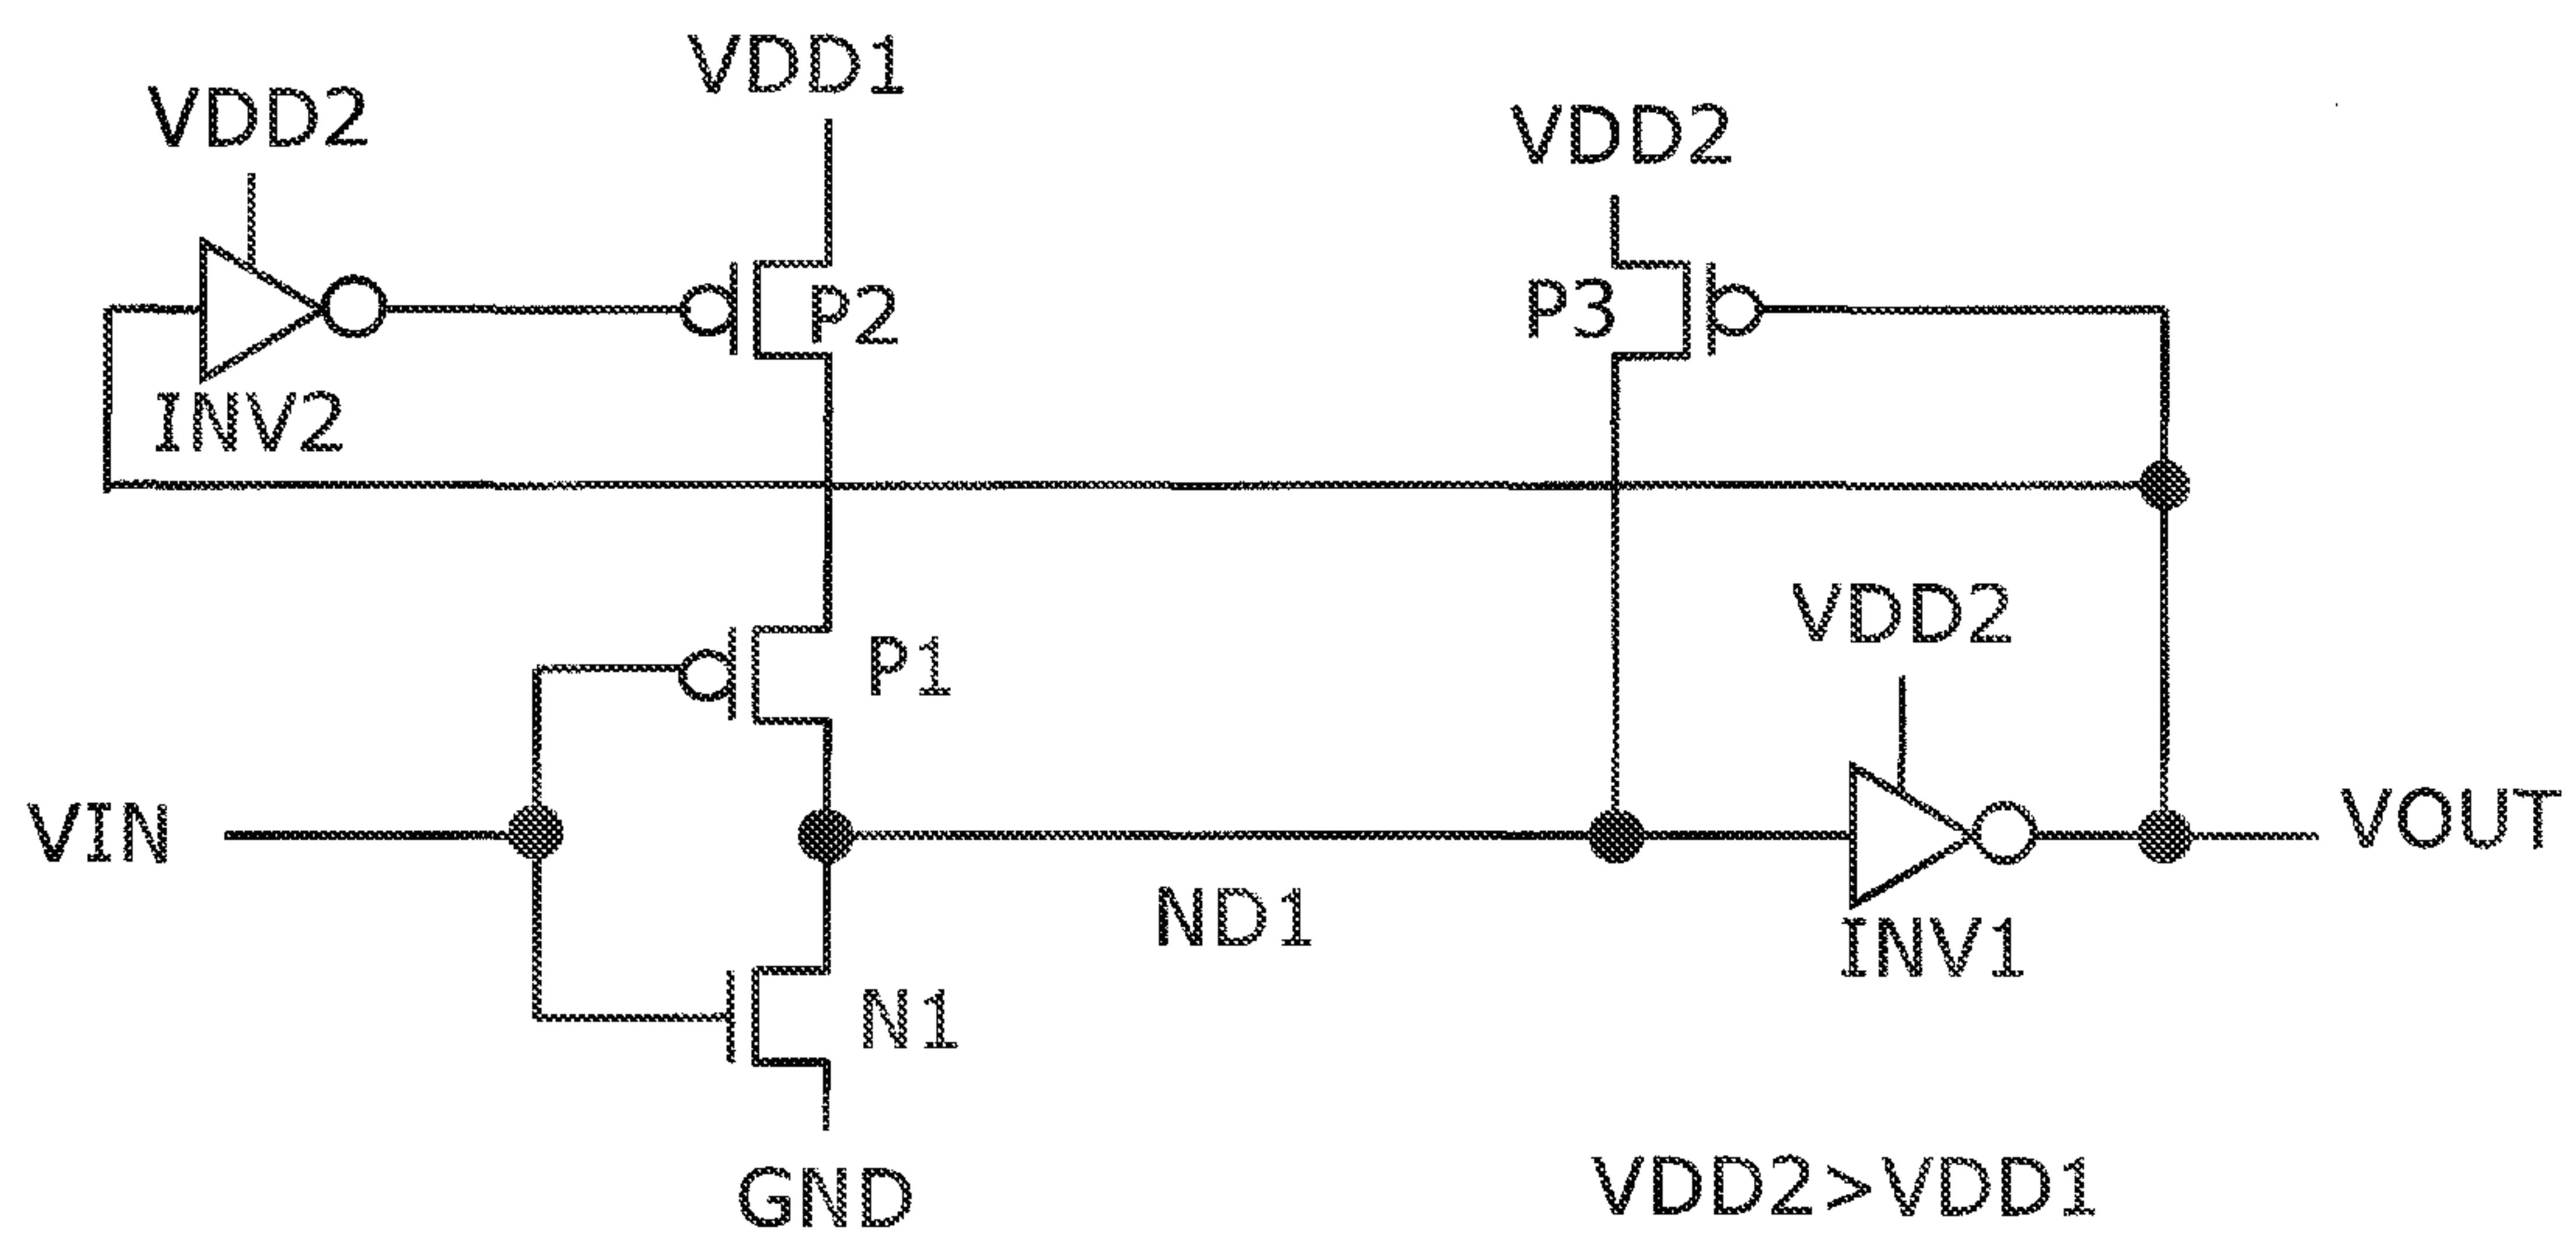 VDD1
VDD2
VDD2
P2
P3
INV2
VDD2
P1
VIN
VOUT
ND1
INV1
N1
GND
VDD2>VDD1